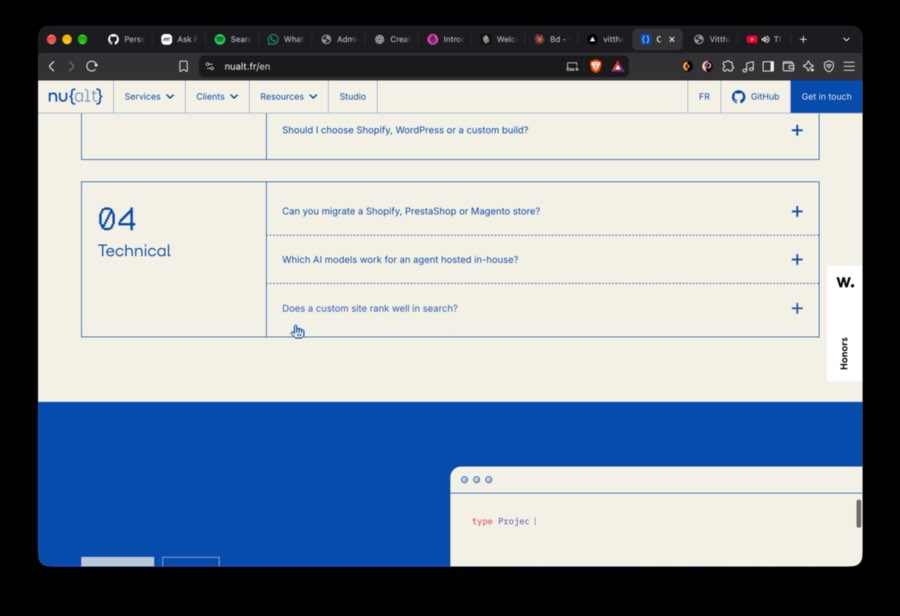 Perso
Ask F
Sear
What
Admi
Creat
Intro
Welc
Bd -
vittha
C
Vitth
nualt.fr/en
nu{alt}
Services
Clients
Resources
Studio
FR
GitHub
Get in touch
Should I choose Shopify, WordPress or a custom build?
04
Technical
Can you migrate a Shopify, PrestaShop or Magento store?
Which AI models work for an agent hosted in-house?
Does a custom site rank well in search?
W.
Honors
type Projec